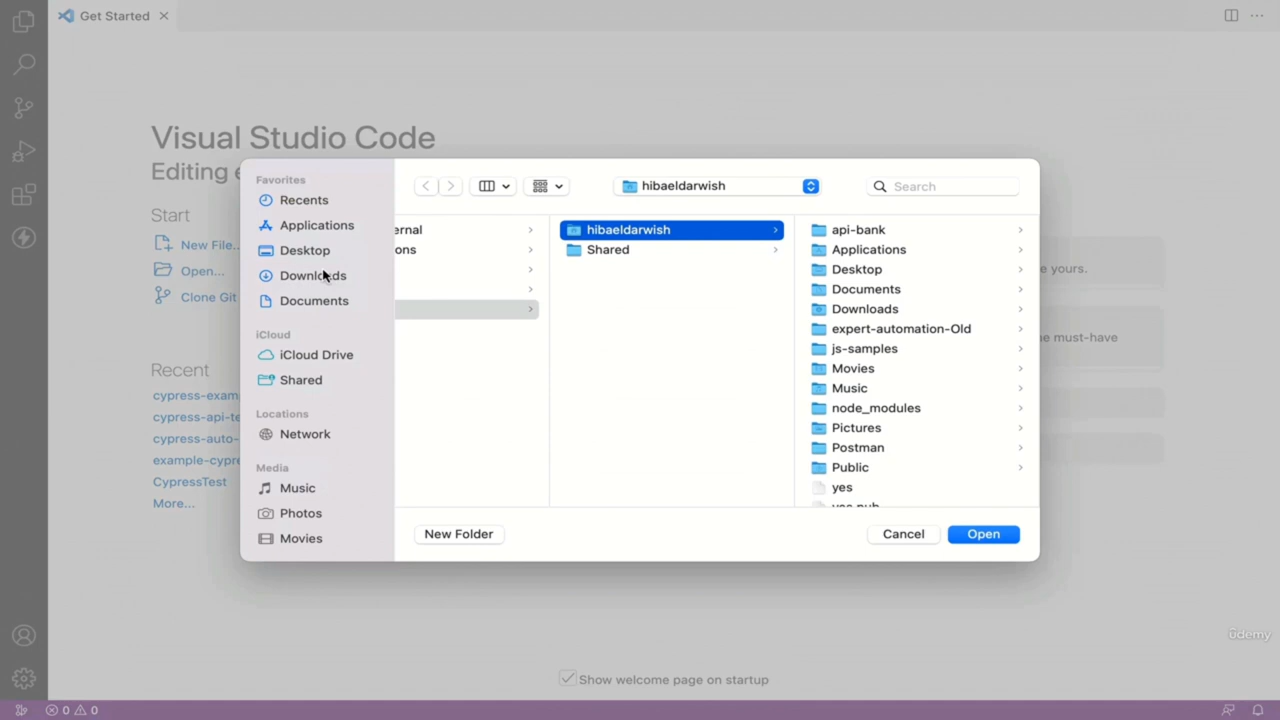 Get Started
Visual Studio Code
Editing
Start
New File...
Open...
Clone Git
Recent
cypress-exam
cypress-api-te
cypress-auto-
example-cypre
CypressTest
More...
Favorites
Recents
Applications
Desktop
Downloads
Documents
iCloud
iCloud Drive
Shared
Locations
Network
Media
Music
Photos
Movies
hibaeldarwish
Search
ernal
ons
hibaeldarwish
Shared
api-bank
Applications
Desktop
Documents
Downloads
expert-automation-Old
js-samples
Movies
Music
node_modules
Pictures
Postman
Public
yes
yes.pub
New Folder
Cancel
Open
e yours.
e must-have
Show welcome page on startup
ûdemy
0 0